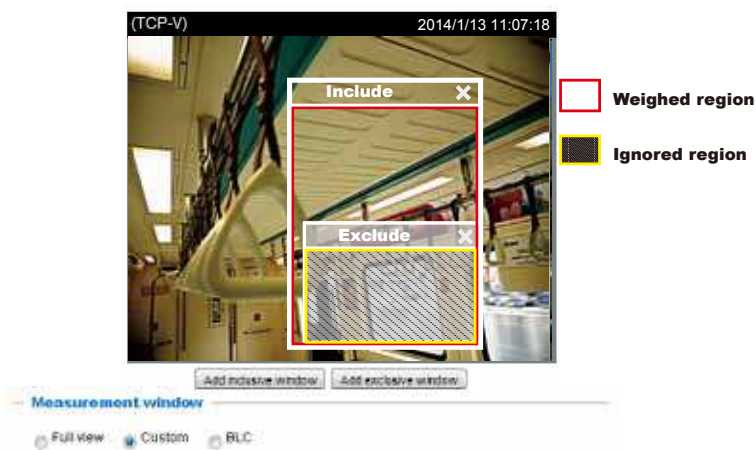 (TCP-V) 2014/1/13 11:07:18
Include
Weighed region
Ignored region
Exclude
Add inclusive window Add exclusive window
Measurement window
Full view Custom BLC